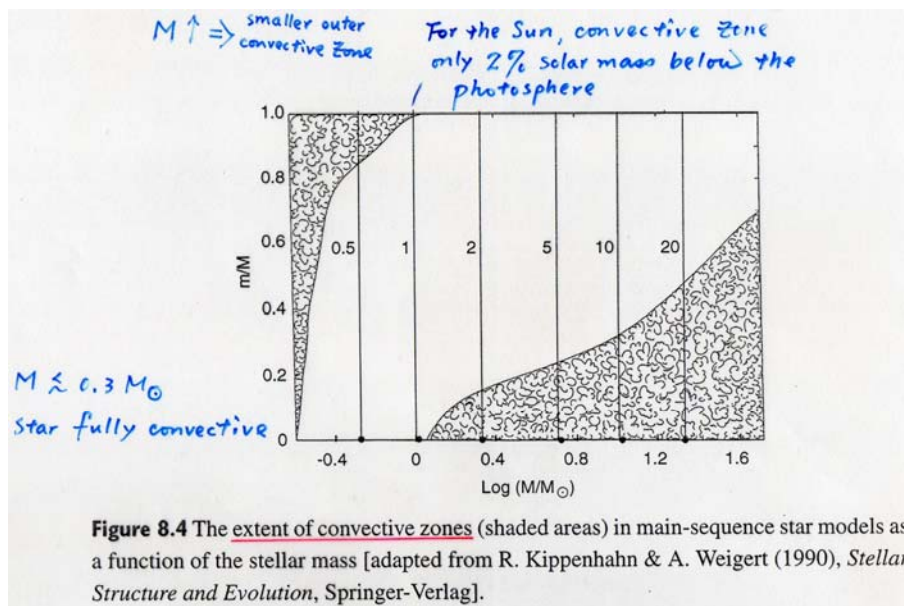 M ↑ ⇒ smaller outer
convective zone
For the Sun, convective zone
only 2% solar mass below the
photosphere
1.0
0.8
0.6
0.4
0.2
0
m/M
0.5 1 2 5 10 20
M ≲ 0.3 M⊙
star fully convective
-0.4 0 0.4 0.8 1.2 1.6
Log (M/M⊙)
Figure 8.4 The extent of convective zones (shaded areas) in main-sequence star models as
a function of the stellar mass [adapted from R. Kippenhahn & A. Weigert (1990), Stellar
Structure and Evolution, Springer-Verlag].